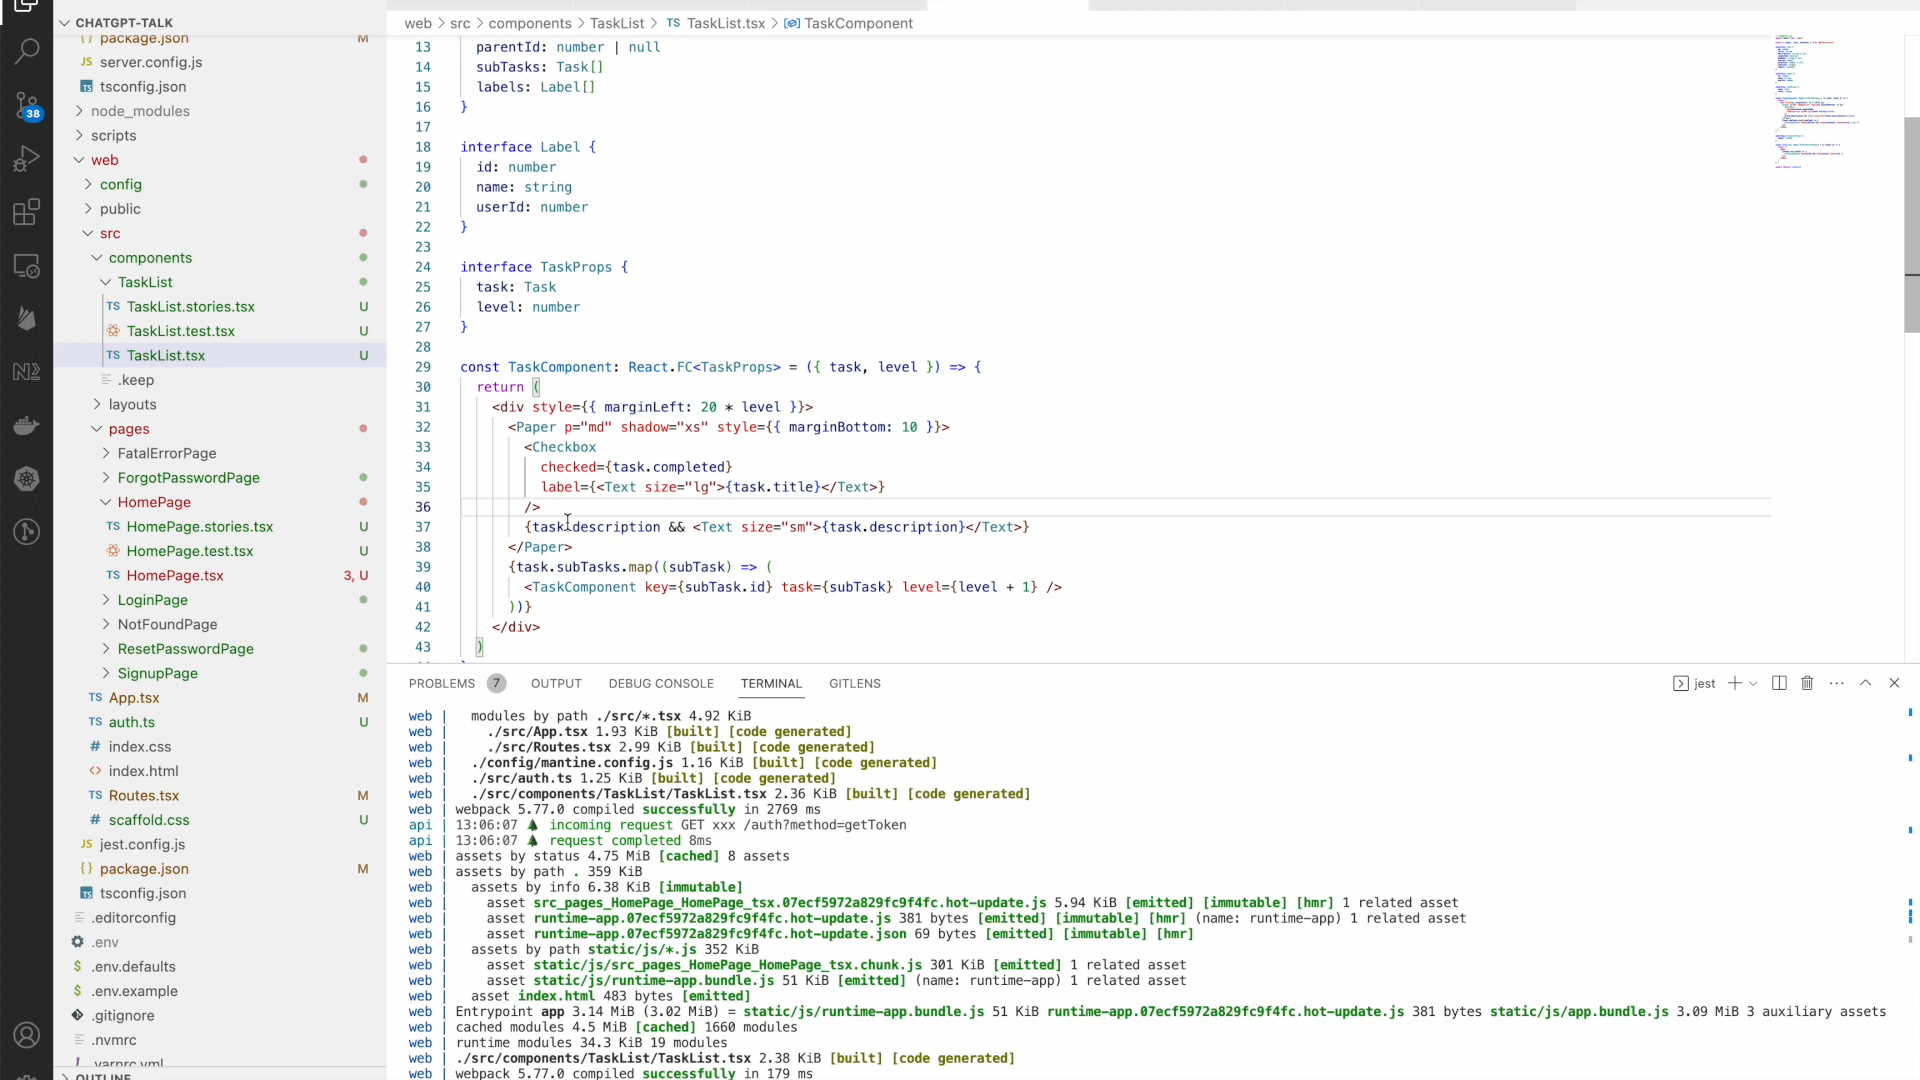 CHATGPT-TALK
package.json M
JS server.config.js
tsconfig.json
node_modules
38
scripts
web
config
public
src
components
TaskList
TS TaskList.stories.tsx U
TaskList.test.tsx U
TS TaskList.tsx U
.keep
layouts
pages
FatalErrorPage
ForgotPasswordPage
HomePage
TS HomePage.stories.tsx U
HomePage.test.tsx U
TS HomePage.tsx 3, U
LoginPage
NotFoundPage
ResetPasswordPage
SignupPage
TS App.tsx M
TS auth.ts U
# index.css
<> index.html
TS Routes.tsx M
# scaffold.css U
JS jest.config.js
{} package.json M
tsconfig.json
.editorconfig
.env
$ .env.defaults
$ .env.example
.gitignore
.nvmrc
! .yarnrc.yml
OUTLINE
web > src > components > TaskList > TS TaskList.tsx > TaskComponent
13 parentId: number | null
14 subTasks: Task[]
15 labels: Label[]
16 }
17
18 interface Label {
19 id: number
20 name: string
21 userId: number
22 }
23
24 interface TaskProps {
25 task: Task
26 level: number
27 }
28
29 const TaskComponent: React.FC<TaskProps> = ({ task, level }) => {
30 return (
31 <div style={{ marginLeft: 20 * level }}>
32 <Paper p="md" shadow="xs" style={{ marginBottom: 10 }}>
33 <Checkbox
34 checked={task.completed}
35 label={<Text size="lg">{task.title}</Text>}
36 />
37 {task.description && <Text size="sm">{task.description}</Text>}
38 </Paper>
39 {task.subTasks.map((subTask) => (
40 <TaskComponent key={subTask.id} task={subTask} level={level + 1} />
41 ))}
42 </div>
43 )
PROBLEMS 7 OUTPUT DEBUG CONSOLE TERMINAL GITLENS jest
web | modules by path ./src/*.tsx 4.92 KiB
web | ./src/App.tsx 1.93 KiB [built] [code generated]
web | ./src/Routes.tsx 2.99 KiB [built] [code generated]
web | ./config/mantine.config.js 1.16 KiB [built] [code generated]
web | ./src/auth.ts 1.25 KiB [built] [code generated]
web | ./src/components/TaskList/TaskList.tsx 2.36 KiB [built] [code generated]
web | webpack 5.77.0 compiled successfully in 2769 ms
api | 13:06:07 🌲 incoming request GET xxx /auth?method=getToken
api | 13:06:07 🌲 request completed 8ms
web | assets by status 4.75 MiB [cached] 8 assets
web | assets by path . 359 KiB
web | assets by info 6.38 KiB [immutable]
web | asset src_pages_HomePage_HomePage_tsx.07ecf5972a829fc9f4fc.hot-update.js 5.94 KiB [emitted] [immutable] [hmr] 1 related asset
web | asset runtime-app.07ecf5972a829fc9f4fc.hot-update.js 381 bytes [emitted] [immutable] [hmr] (name: runtime-app) 1 related asset
web | asset runtime-app.07ecf5972a829fc9f4fc.hot-update.json 69 bytes [emitted] [immutable] [hmr]
web | assets by path static/js/*.js 352 KiB
web | asset static/js/src_pages_HomePage_HomePage_tsx.chunk.js 301 KiB [emitted] 1 related asset
web | asset static/js/runtime-app.bundle.js 51 KiB [emitted] (name: runtime-app) 1 related asset
web | asset index.html 483 bytes [emitted]
web | Entrypoint app 3.14 MiB (3.02 MiB) = static/js/runtime-app.bundle.js 51 KiB runtime-app.07ecf5972a829fc9f4fc.hot-update.js 381 bytes static/js/app.bundle.js 3.09 MiB 3 auxiliary assets
web | cached modules 4.5 MiB [cached] 1660 modules
web | runtime modules 34.3 KiB 19 modules
web | ./src/components/TaskList/TaskList.tsx 2.38 KiB [built] [code generated]
web | webpack 5.77.0 compiled successfully in 179 ms